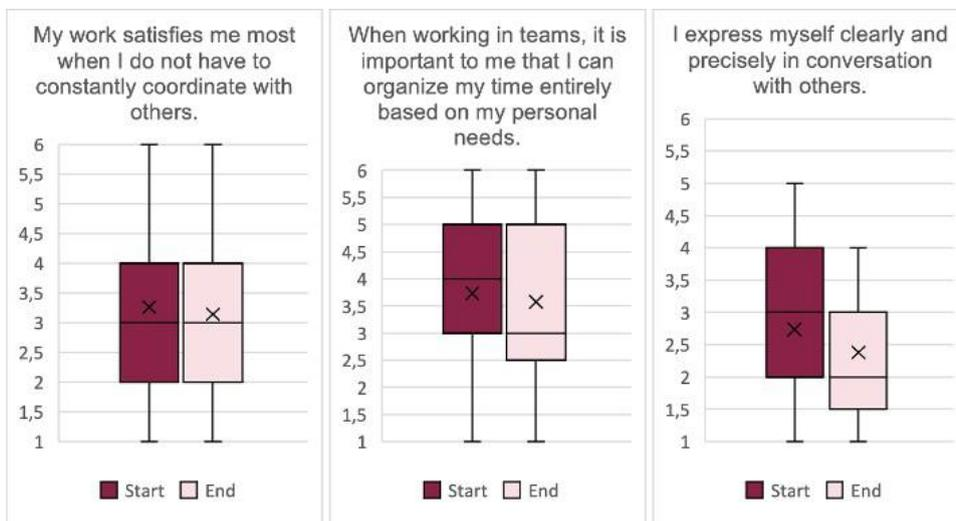 My work satisfies me most
when I do not have to
constantly coordinate with
others.
6
5,5
5
4,5
4
3,5
3
2,5
2
1,5
1
Start
End
When working in teams, it is
important to me that I can
organize my time entirely
based on my personal
needs.
6
5,5
5
4,5
4
3,5
3
2,5
2
1,5
1
Start
End
I express myself clearly and
precisely in conversation
with others.
6
5,5
5
4,5
4
3,5
3
2,5
2
1,5
1
Start
End